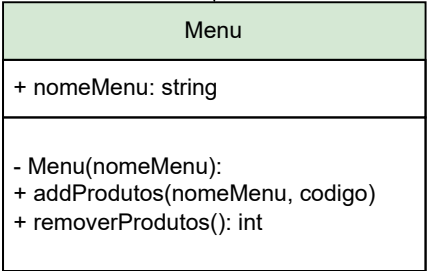 Menu
+ nomeMenu: string
- Menu(nomeMenu):
+ addProdutos(nomeMenu, codigo)
+ removerProdutos(): int